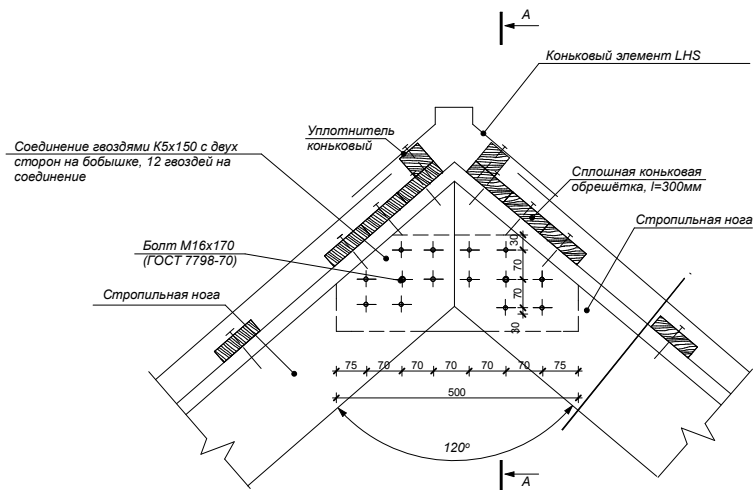 А
Коньковый элемент LHS
Уплотнитель
коньковый
Соединение гвоздями К5х150 с двух
сторон на бобышке, 12 гвоздей на
соединение
Сплошная коньковая
обрешётка, l=300мм
Стропильная нога
Болт М16х170
(ГОСТ 7798-70)
Стропильная нога
30
70
70
30
75 70 70 70 70 70 75
500
120°
А